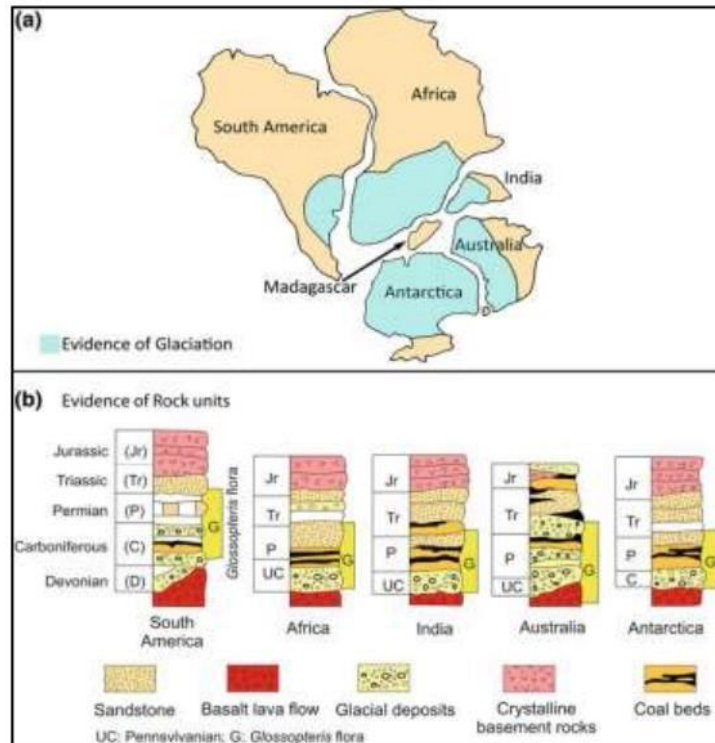 (a)
Africa
South America
India
Australia
Madagascar
Antarctica
Evidence of Glaciation
(b) Evidence of Rock units
Jurassic (Jr)
Triassic (Tr)
Permian (P)
Carboniferous (C)
Devonian (D)
G
Glossopteris flora
South America
Jr
Tr
P
UC
G
Africa
Jr
Tr
P
UC
G
India
Jr
Tr
P
UC
G
Australia
Jr
Tr
P
C
G
Antarctica
Sandstone
Basalt lava flow
Glacial deposits
Crystalline basement rocks
Coal beds
UC: Pennsylvanian; G: Glossopteris flora